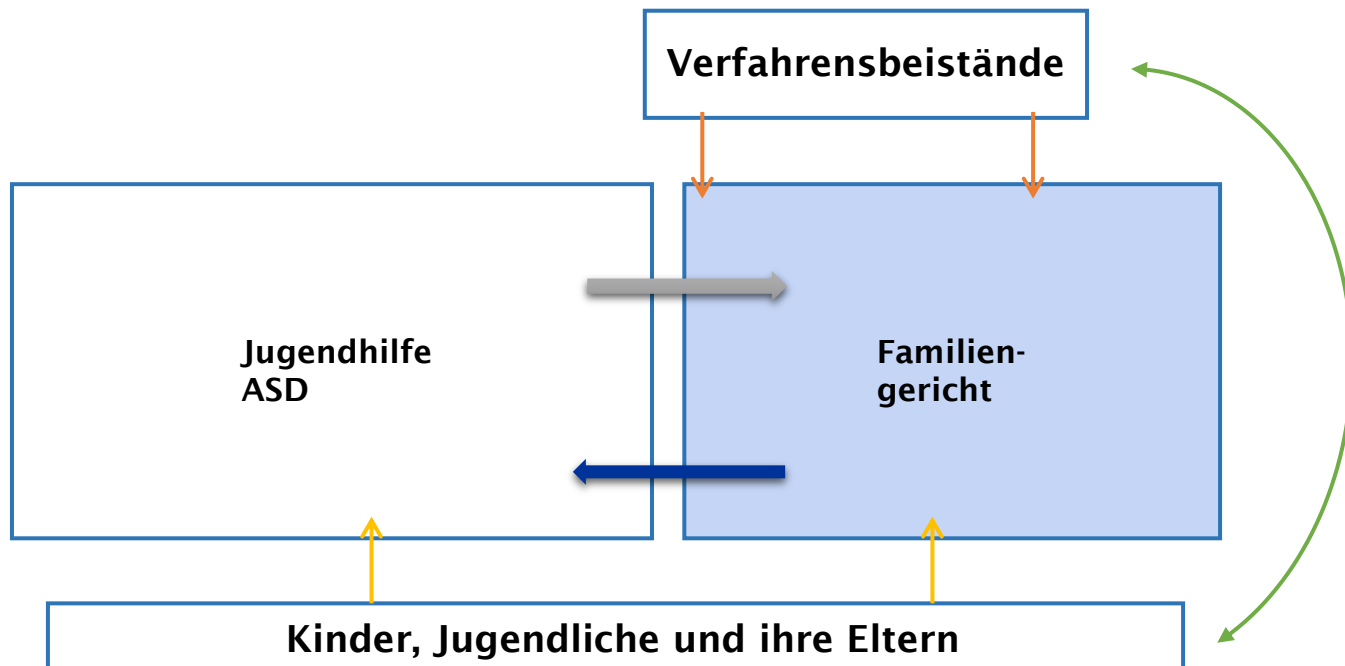 Verfahrensbeistände
Jugendhilfe
ASD
Familien-
gericht
Kinder, Jugendliche und ihre Eltern